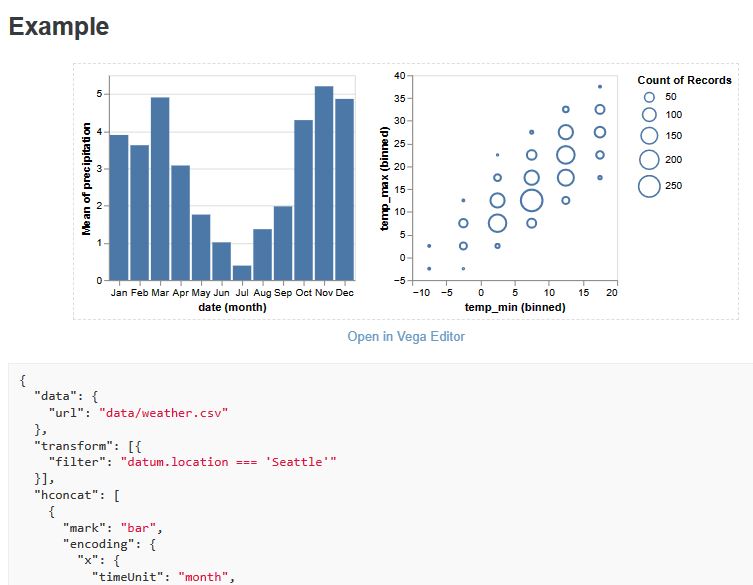 Example
Mean of precipitation
5
4
3
2
1
0
Jan Feb Mar Apr May Jun Jul Aug Sep Oct Nov Dec
date (month)
temp_max (binned)
40
35
30
25
20
15
10
5
0
−5
−10 −5 0 5 10 15 20
temp_min (binned)
Count of Records
50
100
150
200
250
Open in Vega Editor
{
  "data": {
    "url": "data/weather.csv"
  },
  "transform": [{
    "filter": "datum.location === 'Seattle'"
  }],
  "hconcat": [
    {
      "mark": "bar",
      "encoding": {
        "x": {
          "timeUnit": "month",